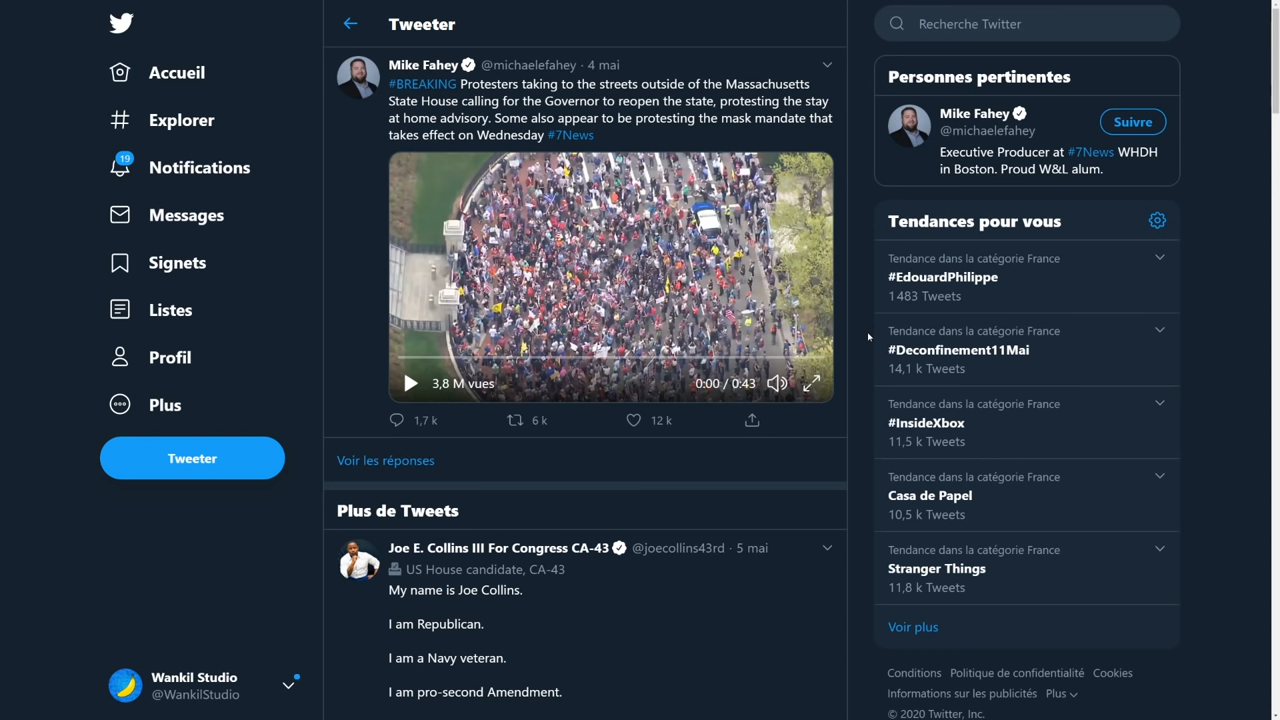 Accueil
Explorer
19
Notifications
Messages
Signets
Listes
Profil
Plus
Tweeter
Wankil Studio
@WankilStudio
Tweeter
Mike Fahey @michaelefahey · 4 mai
#BREAKING Protesters taking to the streets outside of the Massachusetts
State House calling for the Governor to reopen the state, protesting the stay
at home advisory. Some also appear to be protesting the mask mandate that
takes effect on Wednesday #7News
3,8 M vues
0:00 / 0:43
1,7 k
6 k
12 k
Voir les réponses
Plus de Tweets
Joe E. Collins III For Congress CA-43 @joecollins43rd · 5 mai
US House candidate, CA-43
My name is Joe Collins.
I am Republican.
I am a Navy veteran.
I am pro-second Amendment.
Recherche Twitter
Personnes pertinentes
Mike Fahey
@michaelefahey
Suivre
Executive Producer at #7News WHDH
in Boston. Proud W&L alum.
Tendances pour vous
Tendance dans la catégorie France
#EdouardPhilippe
1 483 Tweets
Tendance dans la catégorie France
#Deconfinement11Mai
14,1 k Tweets
Tendance dans la catégorie France
#InsideXbox
11,5 k Tweets
Tendance dans la catégorie France
Casa de Papel
10,5 k Tweets
Tendance dans la catégorie France
Stranger Things
11,8 k Tweets
Voir plus
Conditions Politique de confidentialité Cookies
Informations sur les publicités Plus
© 2020 Twitter, Inc.